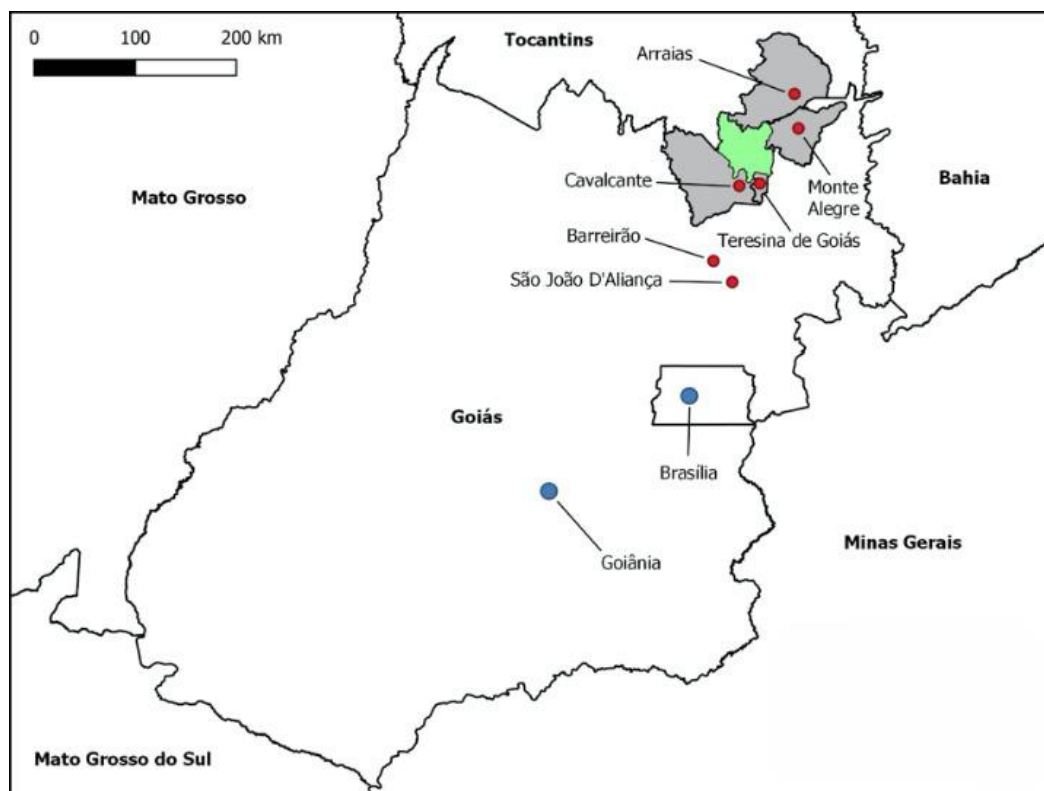 0 100 200 km
Tocantins
Arraias
Mato Grosso
Cavalcante
Monte
Alegre
Bahia
Barreirão
Teresina de Goiás
São João D'Aliança
Goiás
Brasília
Goiânia
Minas Gerais
Mato Grosso do Sul